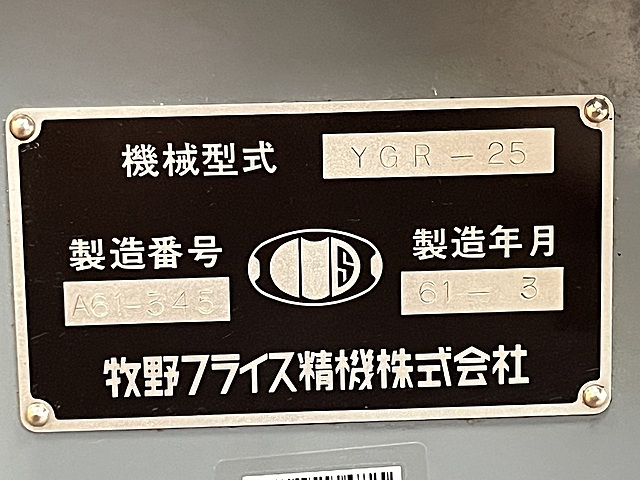 機械型式 YGR-25
製造番号 製造年月
A61-345 61-3
牧野フライス精機株式会社